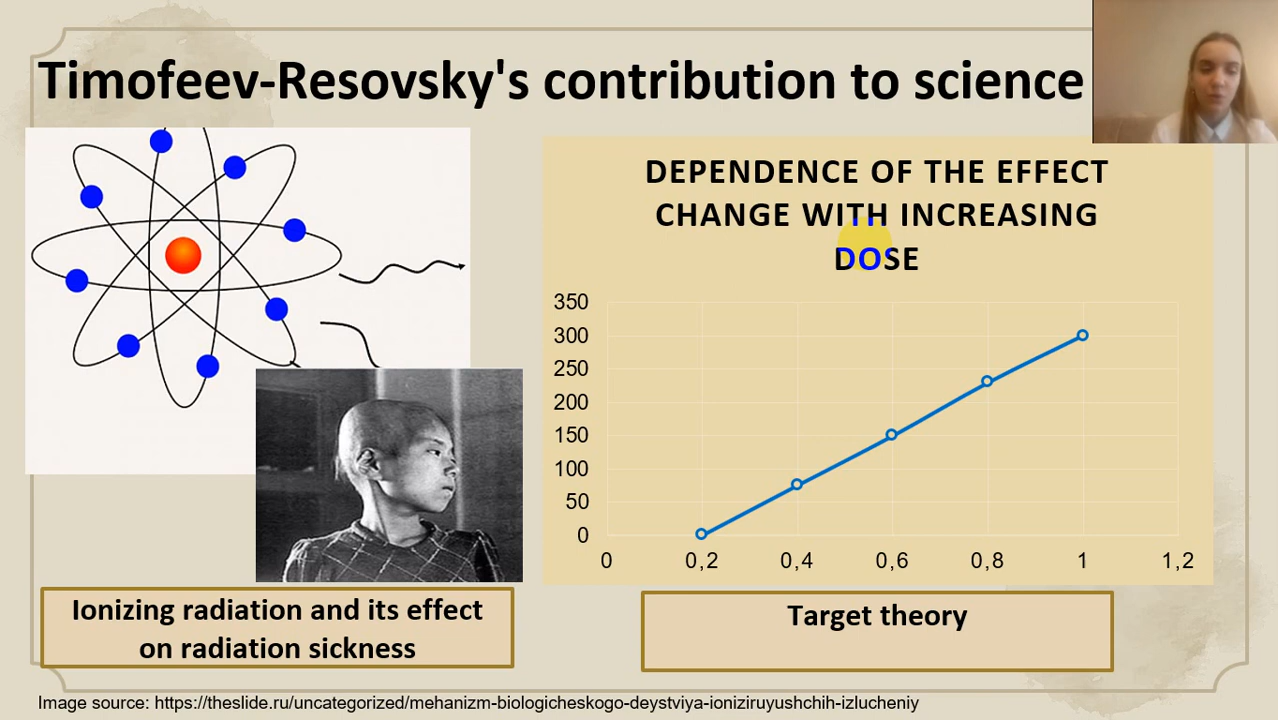 Timofeev-Resovsky's contribution to science
DEPENDENCE OF THE EFFECT
CHANGE WITH INCREASING
DOSE
350
300
250
200
150
100
50
0
0 0,2 0,4 0,6 0,8 1 1,2
Ionizing radiation and its effect
on radiation sickness
Target theory
Image source: https://theslide.ru/uncategorized/mehanizm-biologicheskogo-deystviya-ioniziruyushchih-izlucheniy